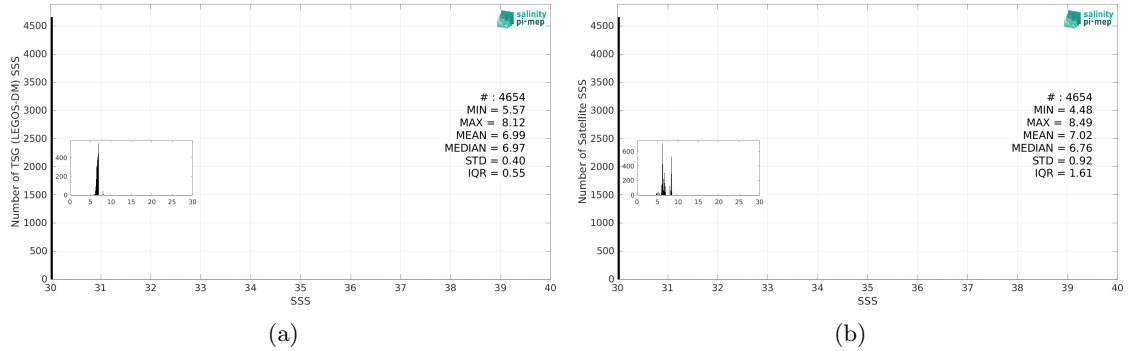 salinity
pi-mep
Number of TSG (LEGOS-DM) SSS
4500
4000
3500
3000
2500
2000
1500
1000
500
0
# : 4654
MIN = 5.57
MAX = 8.12
MEAN = 6.99
MEDIAN = 6.97
STD = 0.40
IQR = 0.55
400
200
0
0 5 10 15 20 25 30
30 31 32 33 34 35 36 37 38 39 40
SSS
(a)
salinity
pi-mep
Number of Satellite SSS
4500
4000
3500
3000
2500
2000
1500
1000
500
0
# : 4654
MIN = 4.48
MAX = 8.49
MEAN = 7.02
MEDIAN = 6.76
STD = 0.92
IQR = 1.61
600
400
200
0
0 5 10 15 20 25 30
30 31 32 33 34 35 36 37 38 39 40
SSS
(b)